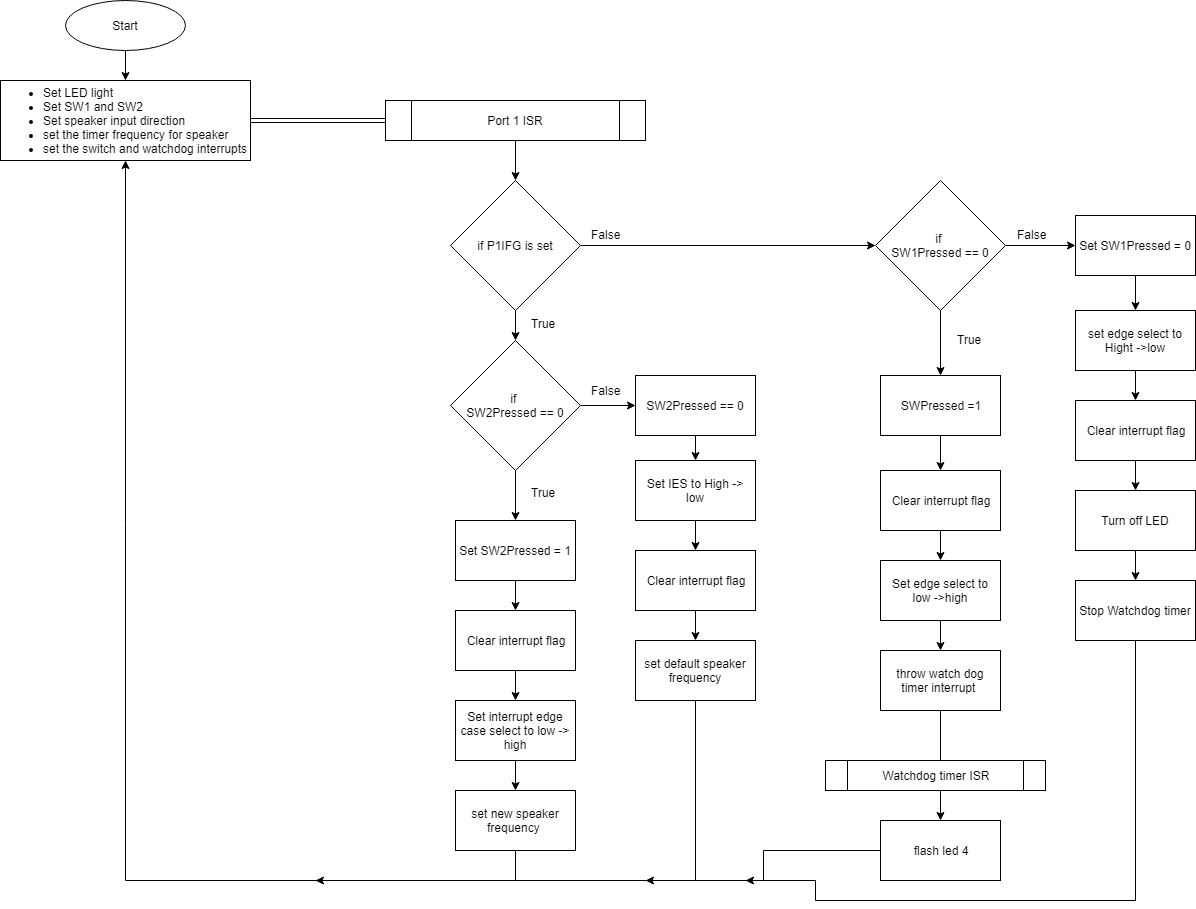 Start
Set LED light
Set SW1 and SW2
Set speaker input direction
set the timer frequency for speaker
set the switch and watchdog interrupts
Port 1 ISR
if P1IFG is set
False
True
if
SW2Pressed == 0
False
True
Set SW2Pressed = 1
Clear interrupt flag
Set interrupt edge
case select to low ->
high
set new speaker
frequency
SW2Pressed == 0
Set IES to High ->
low
Clear interrupt flag
set default speaker
frequency
if
SW1Pressed == 0
False
True
SWPressed =1
Clear interrupt flag
Set edge select to
low ->high
throw watch dog
timer interrupt
Watchdog timer ISR
flash led 4
Set SW1Pressed = 0
set edge select to
Hight ->low
Clear interrupt flag
Turn off LED
Stop Watchdog timer